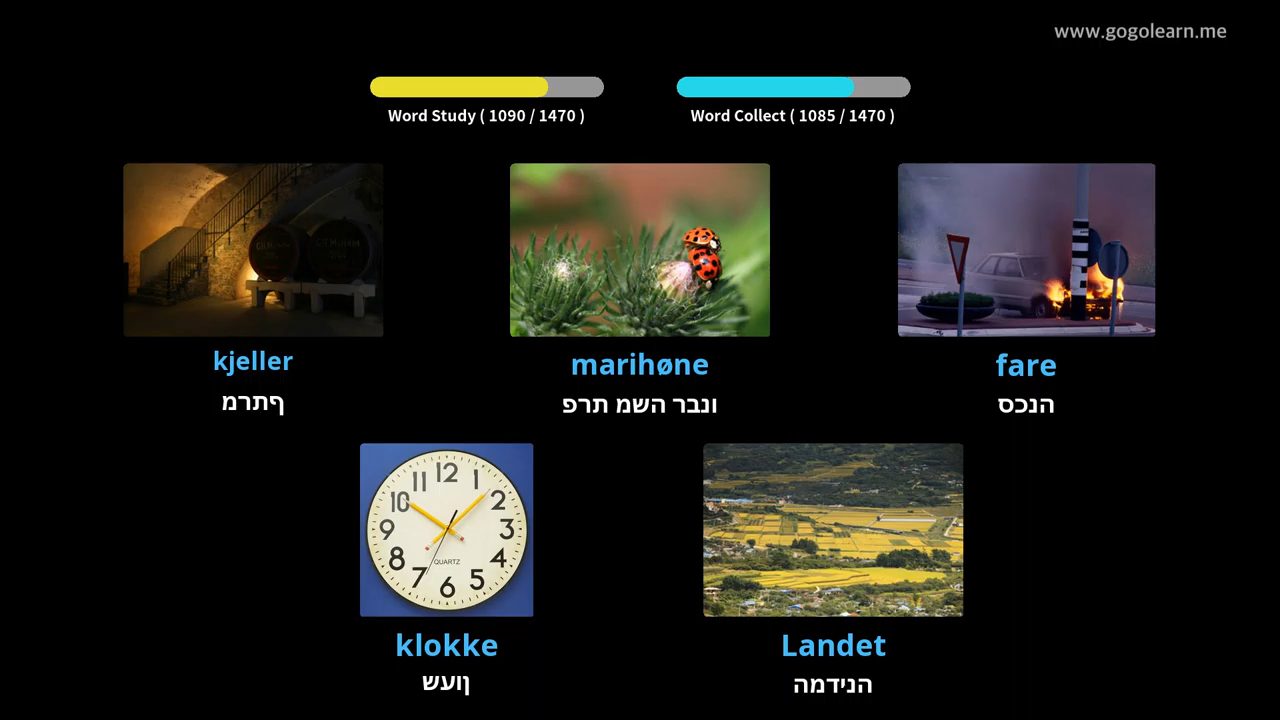 www.gogolearn.me
Word Study ( 1090 / 1470 )
Word Collect ( 1085 / 1470 )
kjeller
ףתרמ
marihøne
ונבר השמ תרפ
fare
הנכס
klokke
QUARTZ
ןועש
Landet
הנידמה